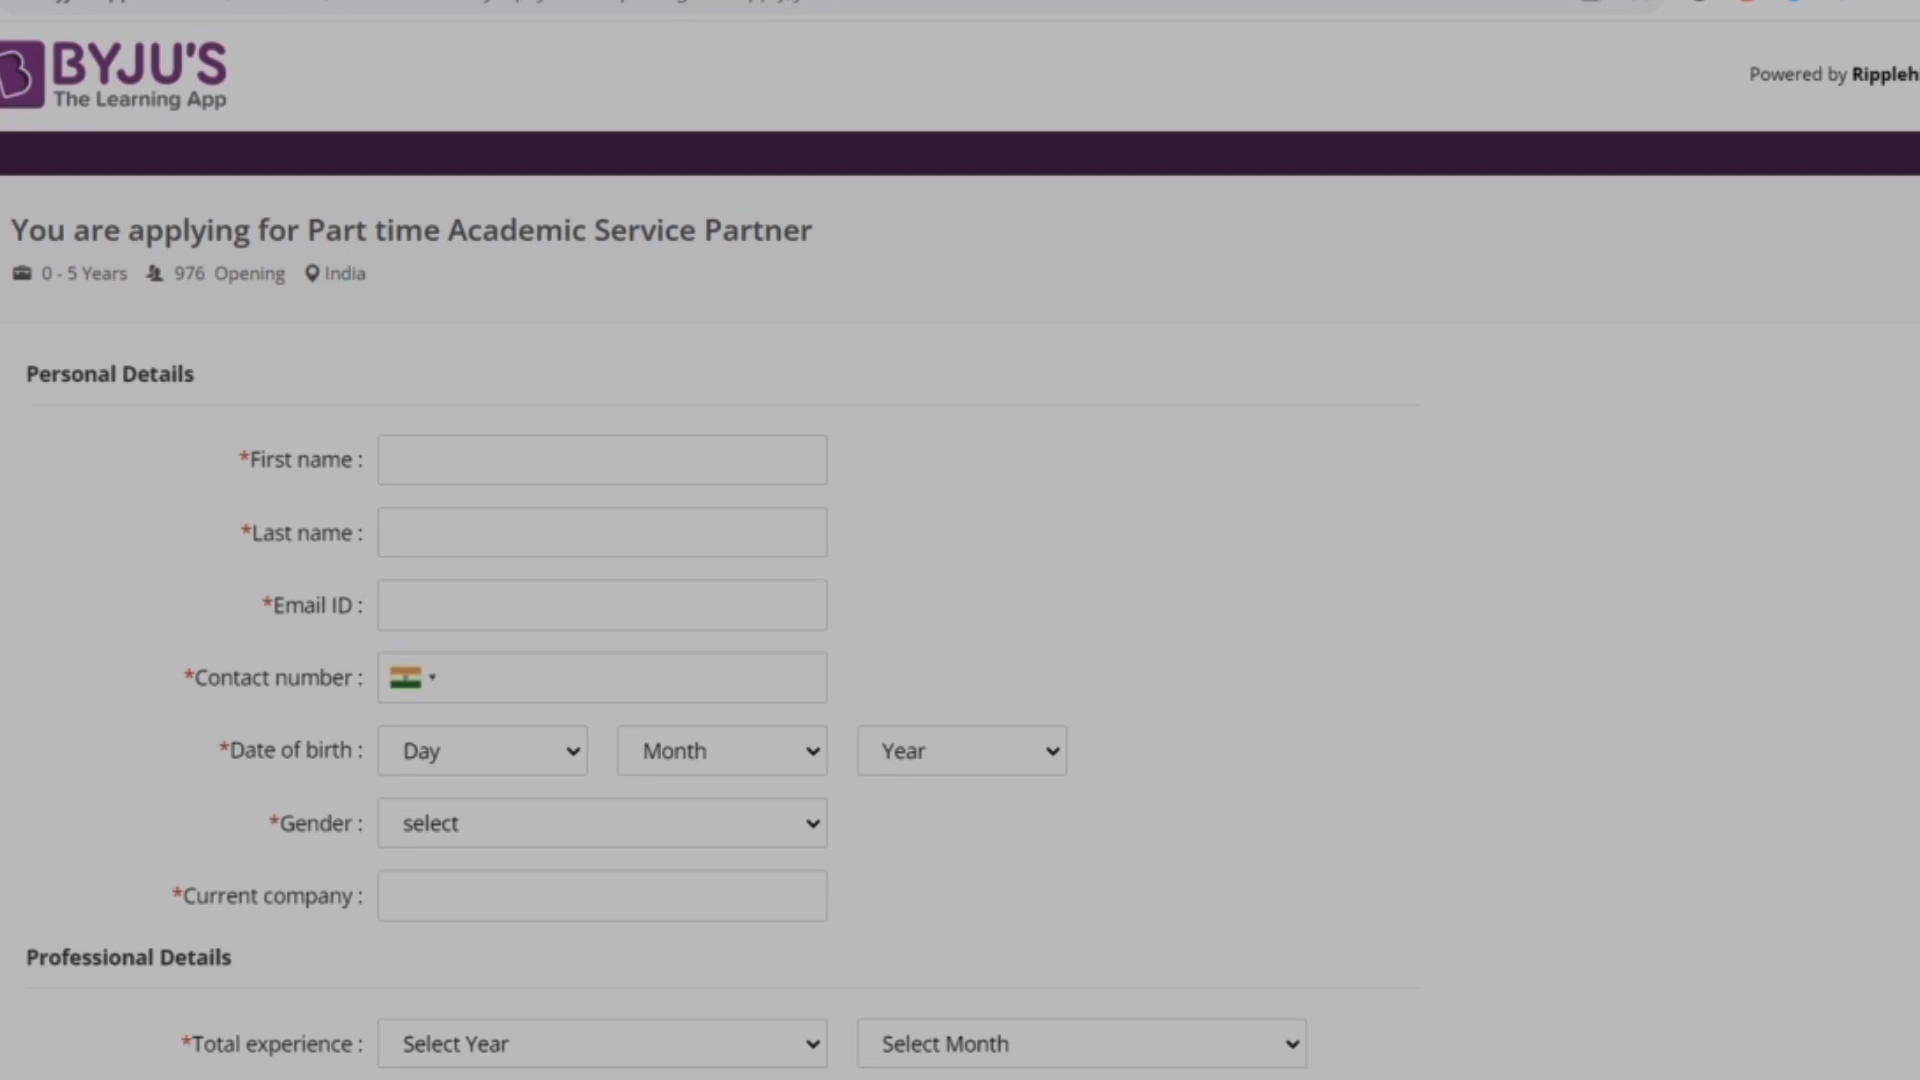 BYJU'S
The Learning App
Powered by
You are applying for Part time Academic Service Partner
0 - 5 Years 976 Opening India
Personal Details
*First name :
*Last name :
*Email ID :
*Contact number :
*Date of birth : Day Month Year
*Gender : select
*Current company :
Professional Details
*Total experience : Select Year Select Month